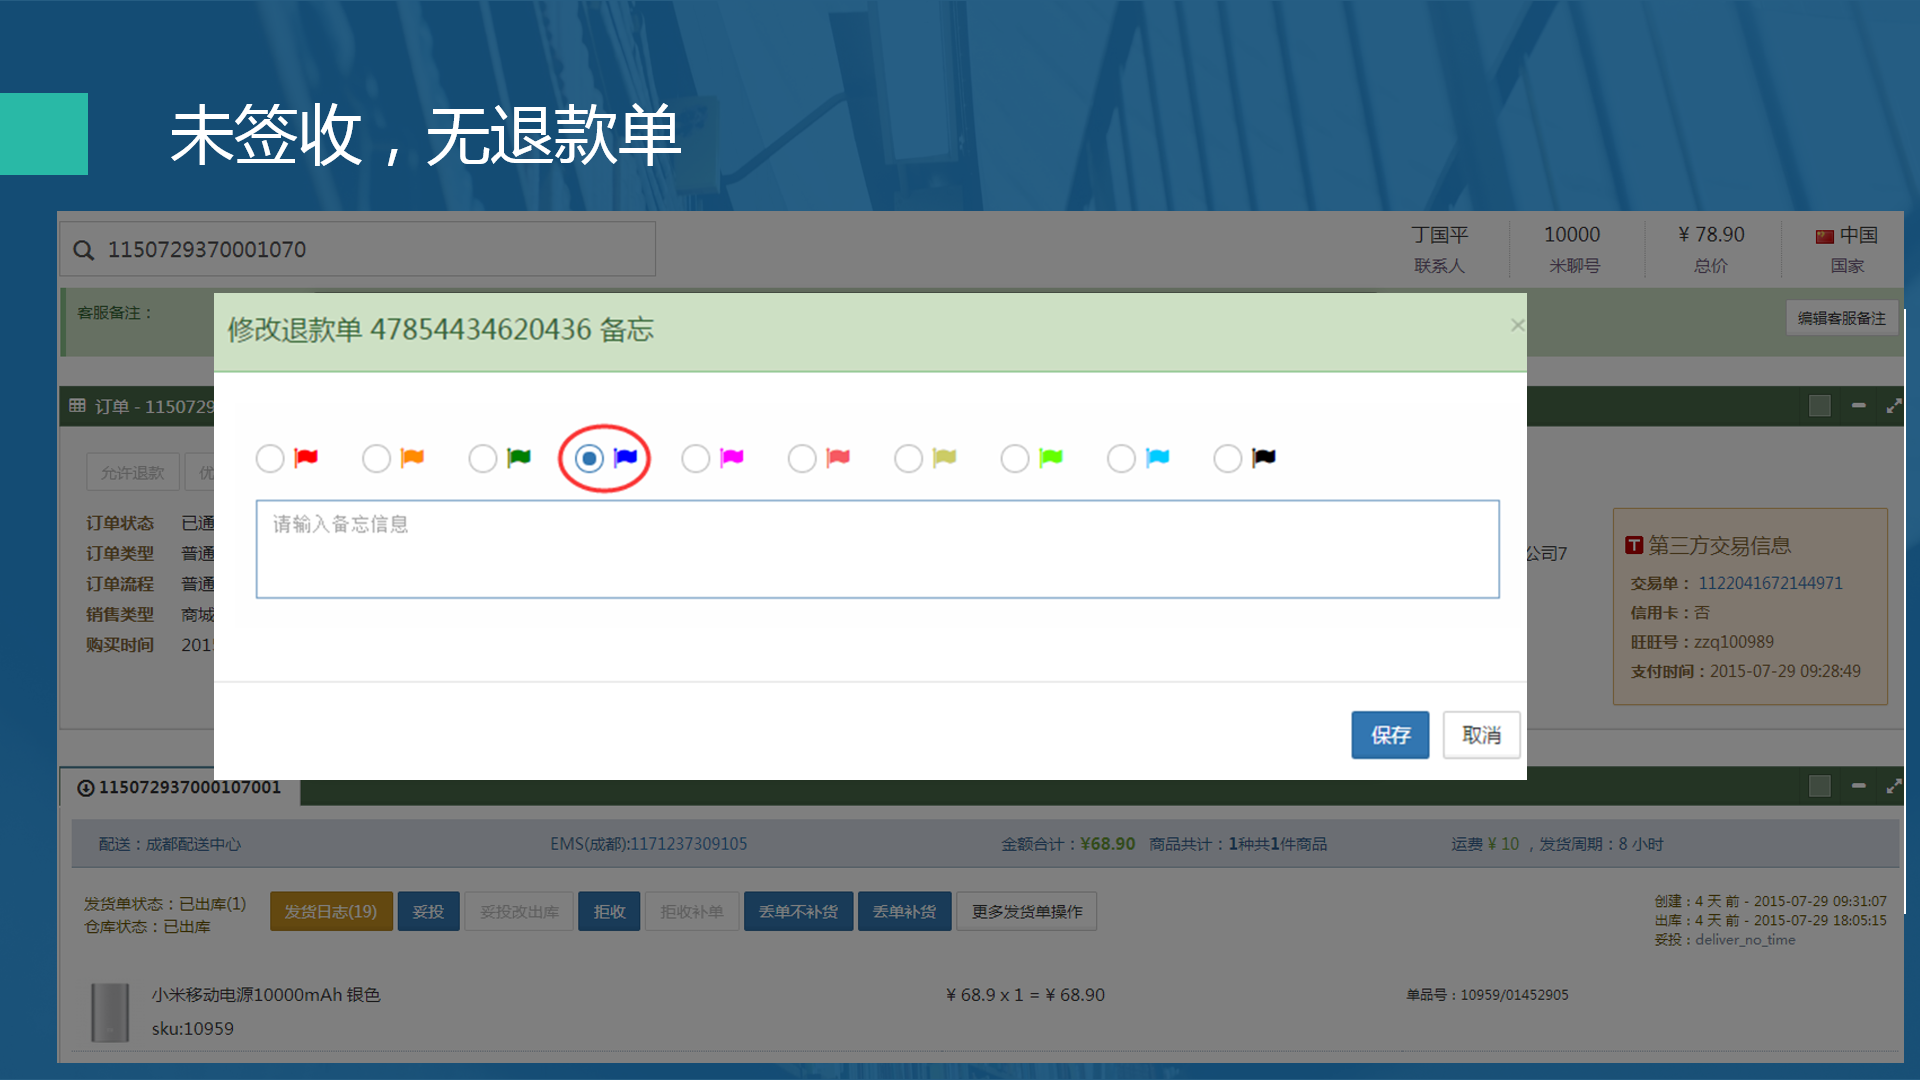 未签收，无退款单
1150729370001070
丁国平
10000
¥ 78.90
中国
联系人
米聊号
总价
国家
客服备注：
编辑客服备注
修改退款单 47854434620436 备忘
×
订单 - 1150729
请输入备忘信息
允许退款
优
订单状态 已通
订单类型 普通
订单流程 普通
销售类型 商城
购买时间 201
公司7
T 第三方交易信息
交易单： 1122041672144971
信用卡：否
旺旺号：zzq100989
支付时间：2015-07-29 09:28:49
保存
取消
115072937000107001
配送：成都配送中心
EMS(成都):1171237309105
金额合计：¥68.90 商品共计：1种共1件商品
运费 ¥ 10 ，发货周期：8 小时
发货单状态：已出库(1)
仓库状态：已出库
发货日志(19)
妥投
妥投改出库
拒收
拒收补单
丢单不补货
丢单补货
更多发货单操作
创建：4 天 前 - 2015-07-29 09:31:07
出库：4 天 前 - 2015-07-29 18:05:15
妥投：deliver_no_time
小米移动电源10000mAh 银色
¥ 68.9 x 1 = ¥ 68.90
单品号：10959/01452905
sku:10959